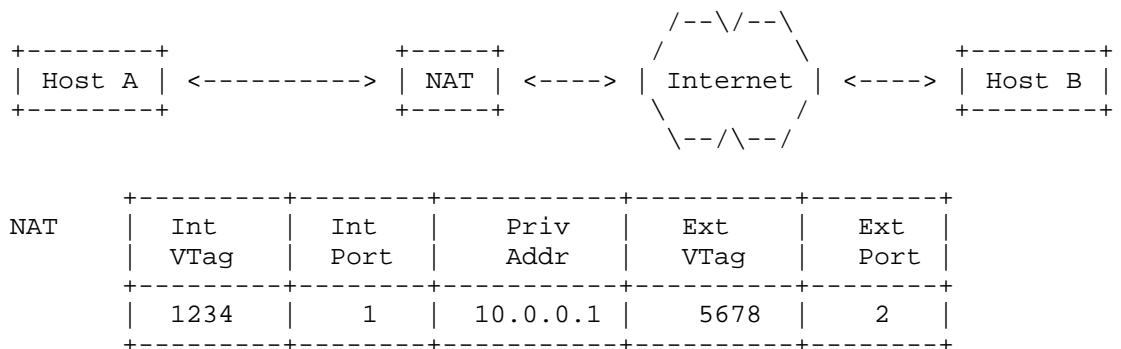 /--\/--\
+--------+                +-----+            /        \           +--------+
| Host A | <----------> | NAT | <----> | Internet | <----> | Host B |
+--------+                +-----+            \        /           +--------+
                                              \--/\--/
        +---------+--------+-----------+----------+--------+
NAT     |   Int   |  Int   |   Priv    |   Ext    |  Ext   |
        |   VTag  |  Port  |   Addr    |   VTag   |  Port  |
        +---------+--------+-----------+----------+--------+
        |   1234  |   1    |  10.0.0.1 |   5678   |   2    |
        +---------+--------+-----------+----------+--------+